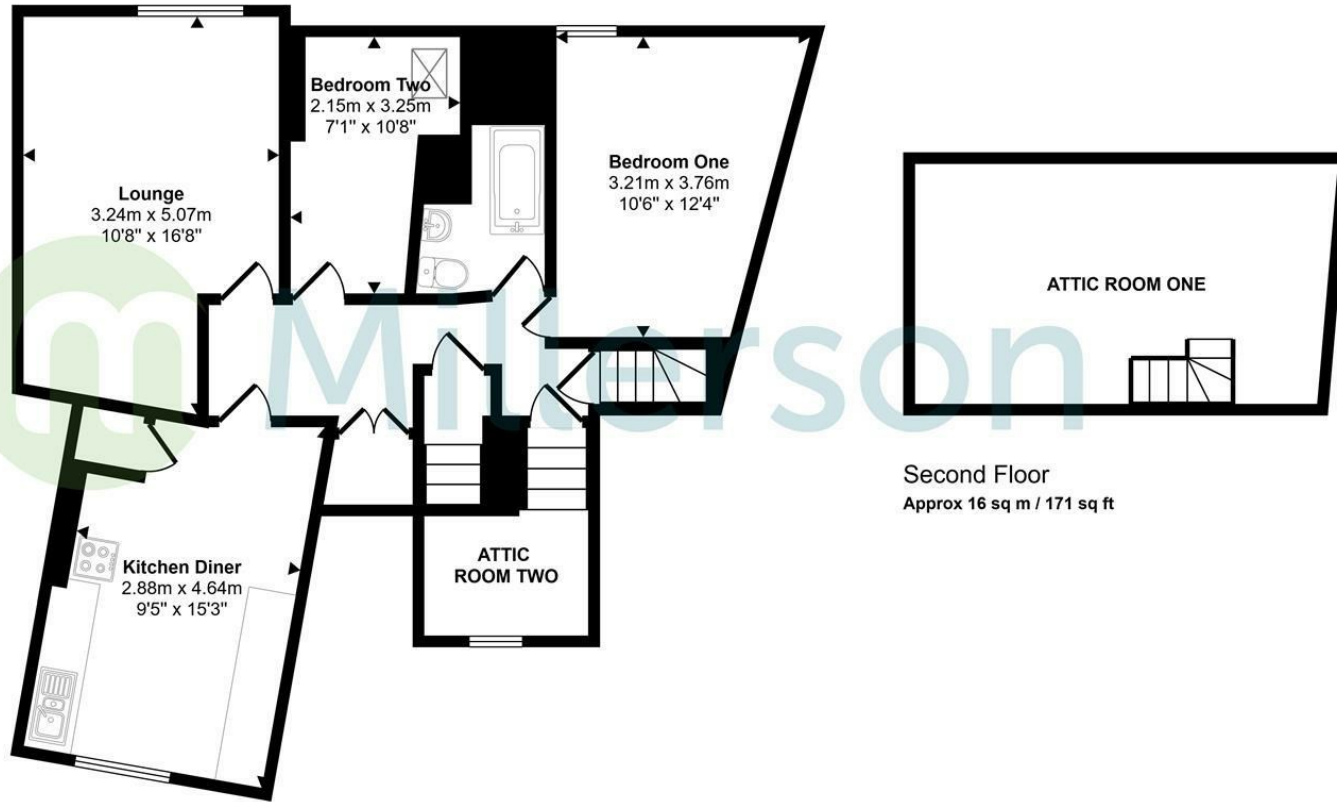 Lounge
3.24m x 5.07m
10'8" x 16'8"
Bedroom Two
2.15m x 3.25m
7'1" x 10'8"
Bedroom One
3.21m x 3.76m
10'6" x 12'4"
Kitchen Diner
2.88m x 4.64m
9'5" x 15'3"
ATTIC
ROOM TWO
ATTIC ROOM ONE
Second Floor
Approx 16 sq m / 171 sq ft
m Millerson